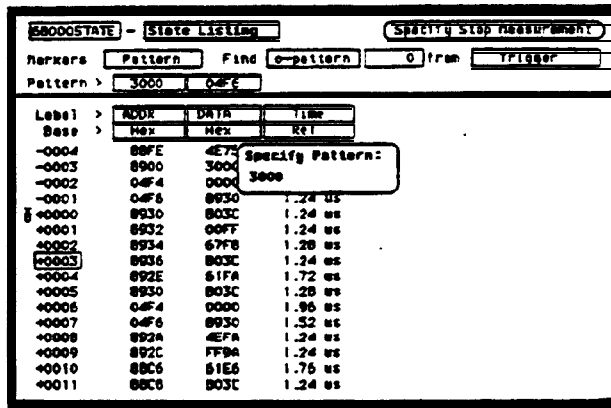 68000STATE - State Listing Specify Stop measurement
Markers Pattern Find o-pattern 0 from Trigger
Pattern > 3000 04FE
Label > ADDR DATA Time
Base > Hex Hex Rel
-0004 88FE 4E75
-0003 8900 3000
-0002 04F4 0000
-0001 04F6 8930 1.24 us
+0000 8930 B03C 1.24 us
+0001 8932 00FF 1.24 us
+0002 8934 67F8 1.28 us
+0003 8936 B03C 1.24 us
+0004 892E 61FA 1.72 us
+0005 8930 B03C 1.28 us
+0006 04F4 0000 1.96 us
+0007 04F6 8930 1.52 us
+0008 892A 4EFA 1.24 us
+0009 892C FF9A 1.24 us
+0010 88C6 61E6 1.76 us
+0011 88C8 B03C 1.24 us
Specify Pattern:
3000